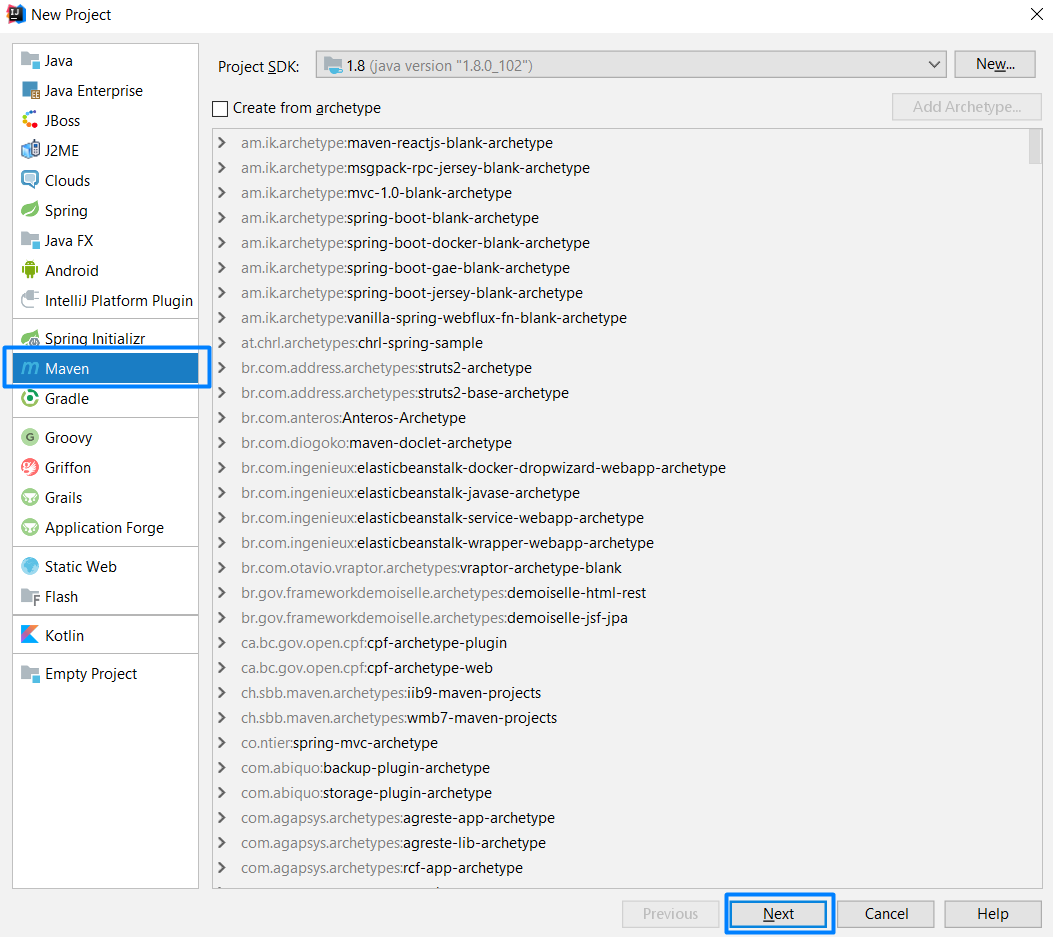 New Project
Java
Java Enterprise
JBoss
J2ME
Clouds
Spring
Java FX
Android
IntelliJ Platform Plugin
Spring Initializr
Maven
Gradle
Groovy
Griffon
Grails
Application Forge
Static Web
Flash
Kotlin
Empty Project
Project SDK: 1.8 (java version "1.8.0_102") New...
Create from archetype Add Archetype...
am.ik.archetype:maven-reactjs-blank-archetype
am.ik.archetype:msgpack-rpc-jersey-blank-archetype
am.ik.archetype:mvc-1.0-blank-archetype
am.ik.archetype:spring-boot-blank-archetype
am.ik.archetype:spring-boot-docker-blank-archetype
am.ik.archetype:spring-boot-gae-blank-archetype
am.ik.archetype:spring-boot-jersey-blank-archetype
am.ik.archetype:vanilla-spring-webflux-fn-blank-archetype
at.chrl.archetypes:chrl-spring-sample
br.com.address.archetypes:struts2-archetype
br.com.address.archetypes:struts2-base-archetype
br.com.anteros:Anteros-Archetype
br.com.diogoko:maven-doclet-archetype
br.com.ingenieux:elasticbeanstalk-docker-dropwizard-webapp-archetype
br.com.ingenieux:elasticbeanstalk-javase-archetype
br.com.ingenieux:elasticbeanstalk-service-webapp-archetype
br.com.ingenieux:elasticbeanstalk-wrapper-webapp-archetype
br.com.otavio.vraptor.archetypes:vraptor-archetype-blank
br.gov.frameworkdemoiselle.archetypes:demoiselle-html-rest
br.gov.frameworkdemoiselle.archetypes:demoiselle-jsf-jpa
ca.bc.gov.open.cpf:cpf-archetype-plugin
ca.bc.gov.open.cpf:cpf-archetype-web
ch.sbb.maven.archetypes:iib9-maven-projects
ch.sbb.maven.archetypes:wmb7-maven-projects
co.ntier:spring-mvc-archetype
com.abiquo:backup-plugin-archetype
com.abiquo:storage-plugin-archetype
com.agapsys.archetypes:agreste-app-archetype
com.agapsys.archetypes:agreste-lib-archetype
com.agapsys.archetypes:rcf-app-archetype
Previous Next Cancel Help